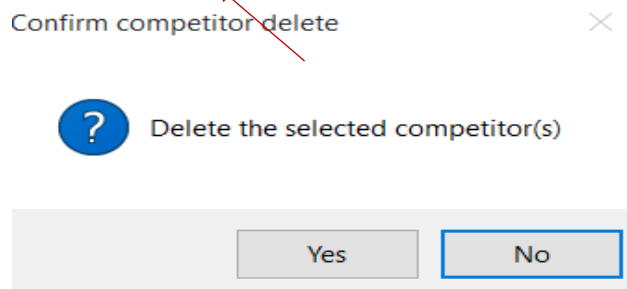 Confirm competitor delete
?
Delete the selected competitor(s)
Yes
No